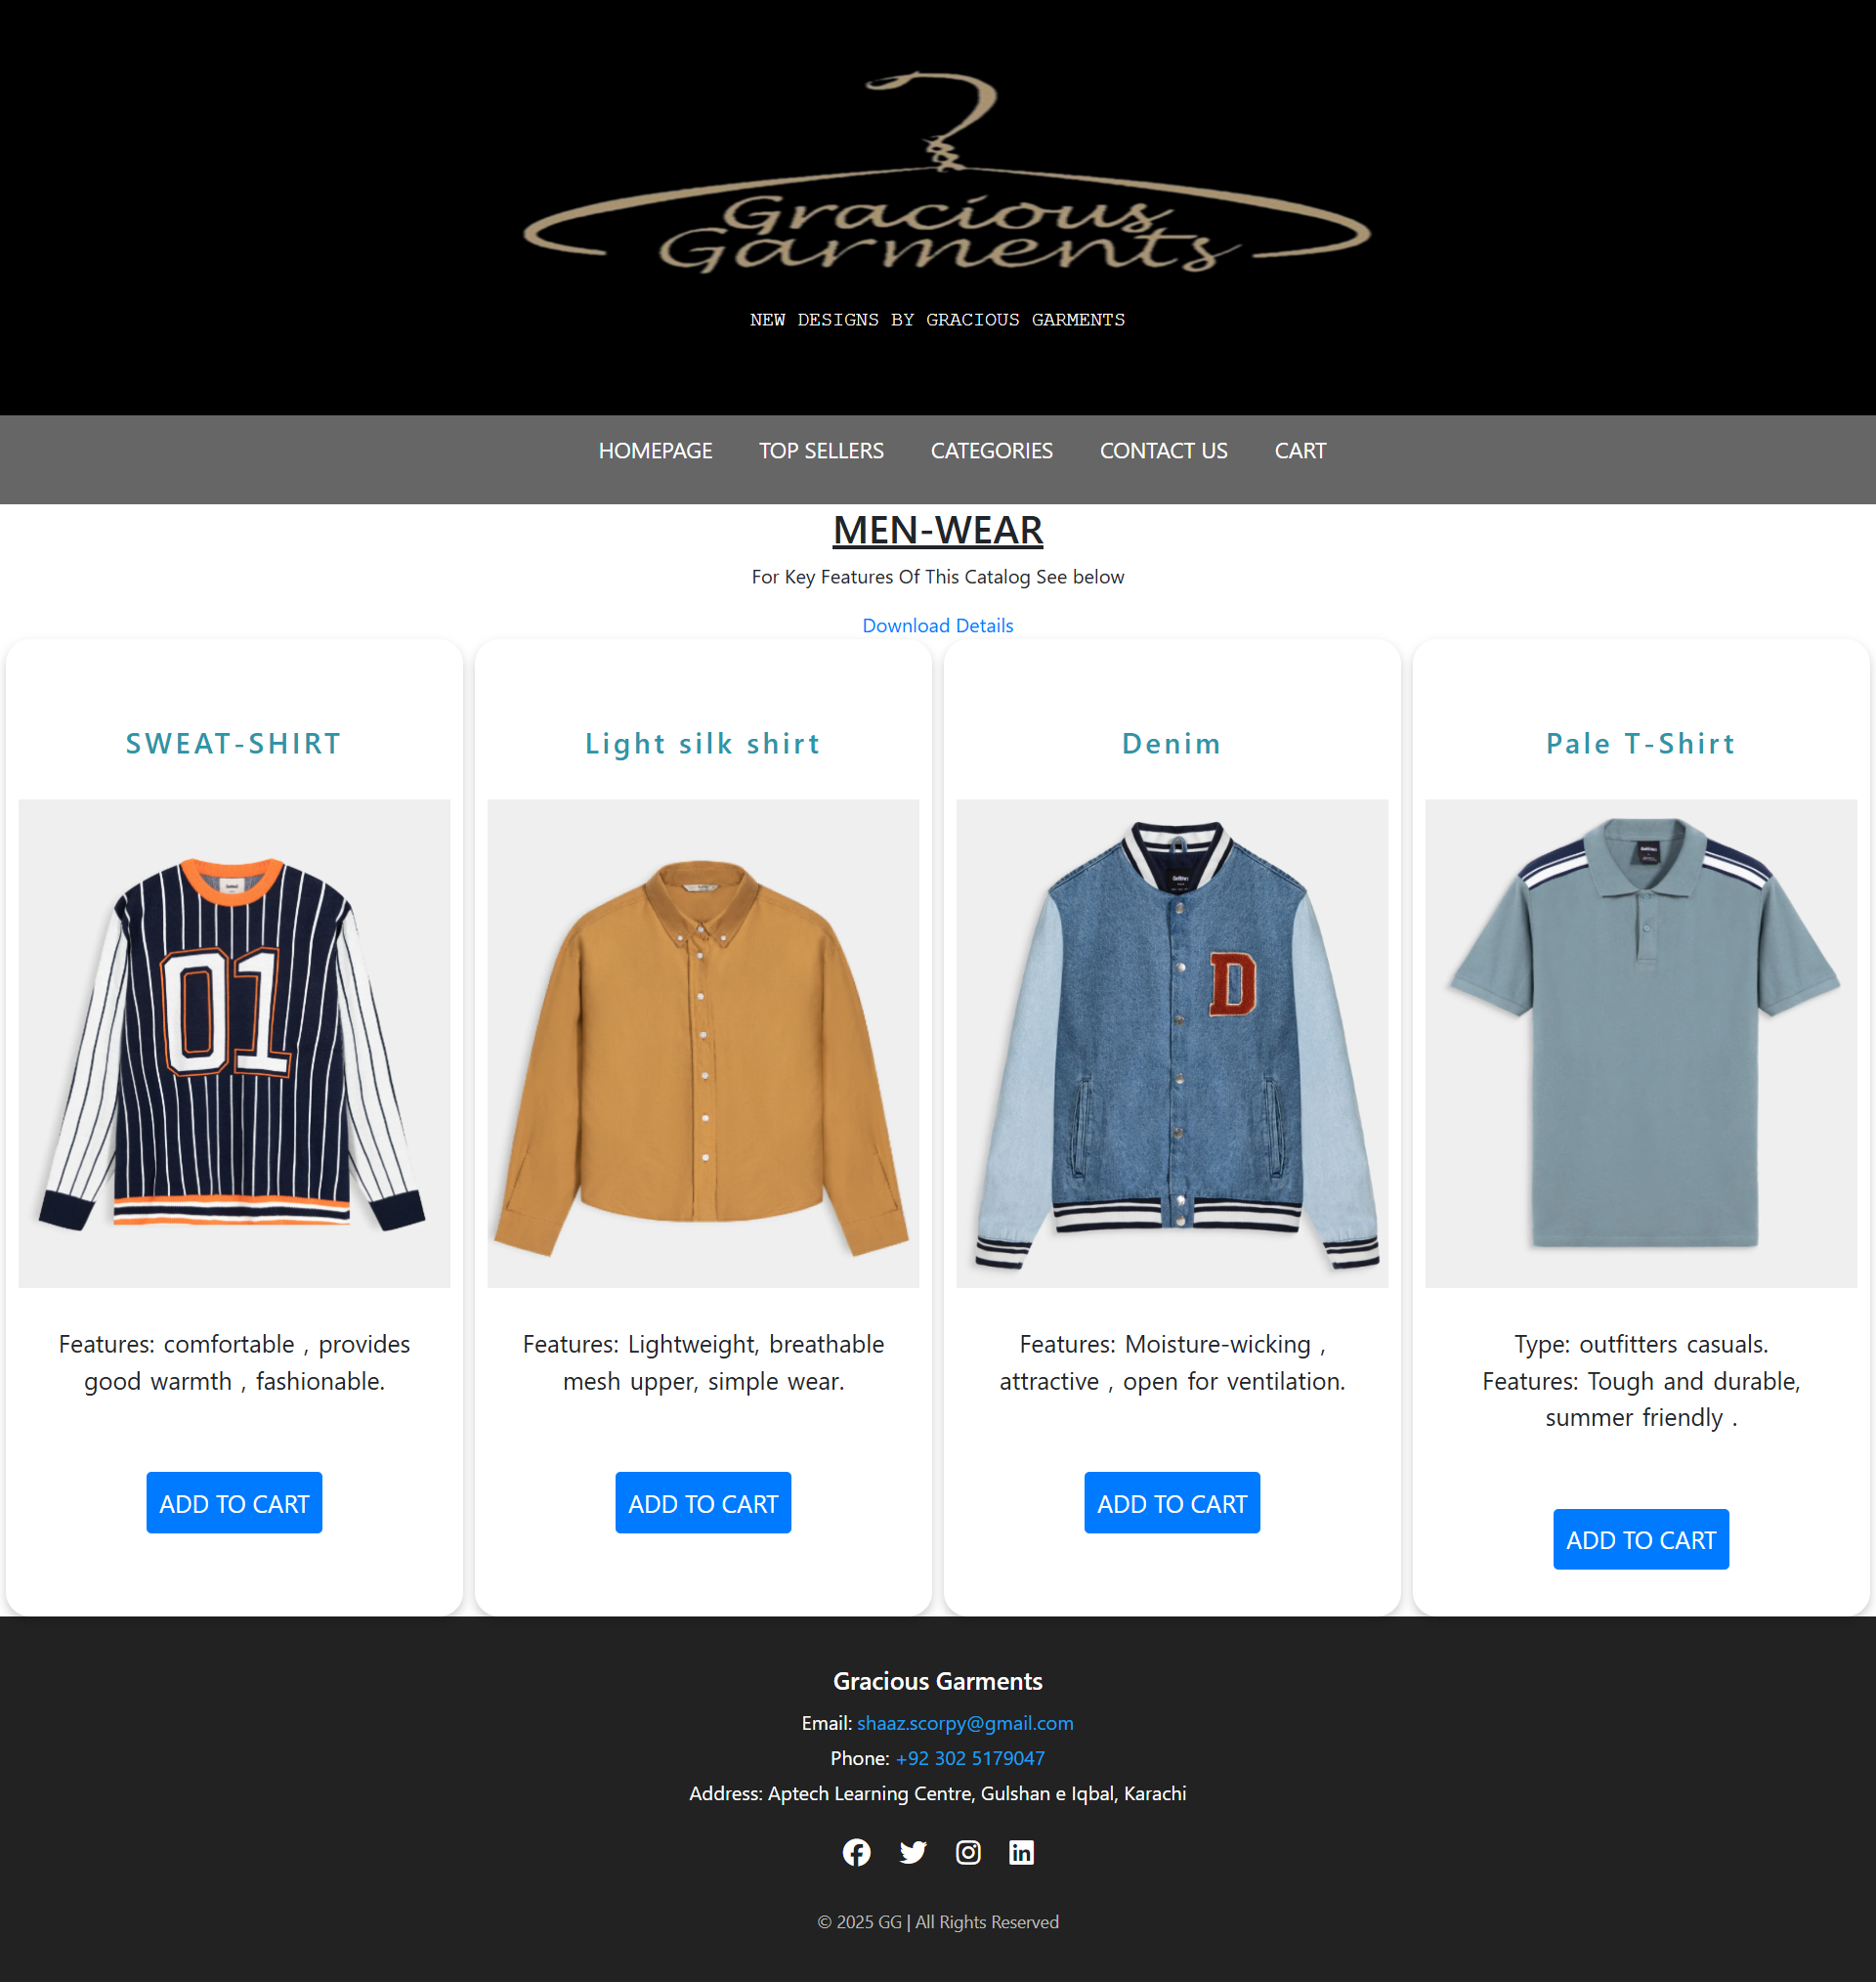 Gracious
Garments
NEW DESIGNS BY GRACIOUS GARMENTS
HOMEPAGE TOP SELLERS CATEGORIES CONTACT US CART
MEN-WEAR
For Key Features Of This Catalog See below
Download Details
SWEAT-SHIRT
01
Features: comfortable , provides
good warmth , fashionable.
ADD TO CART
Light silk shirt
Features: Lightweight, breathable
mesh upper, simple wear.
ADD TO CART
Denim
D
Features: Moisture-wicking ,
attractive , open for ventilation.
ADD TO CART
Pale T-Shirt
Type: outfitters casuals.
Features: Tough and durable,
summer friendly .
ADD TO CART
Gracious Garments
Email: shaaz.scorpy@gmail.com
Phone: +92 302 5179047
Address: Aptech Learning Centre, Gulshan e Iqbal, Karachi
© 2025 GG | All Rights Reserved